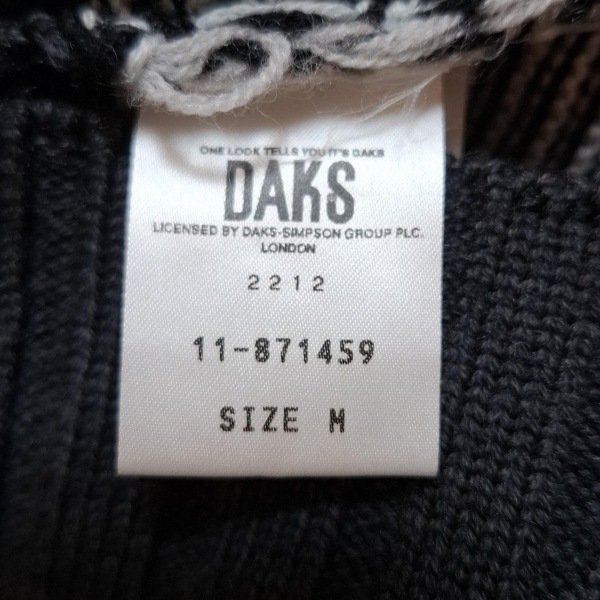 ONE LOOK TELLS YOU IT'S DAKS
DAKS
LICENSED BY DAKS-SIMPSON GROUP PLC.
LONDON
2212
11-871459
SIZE M